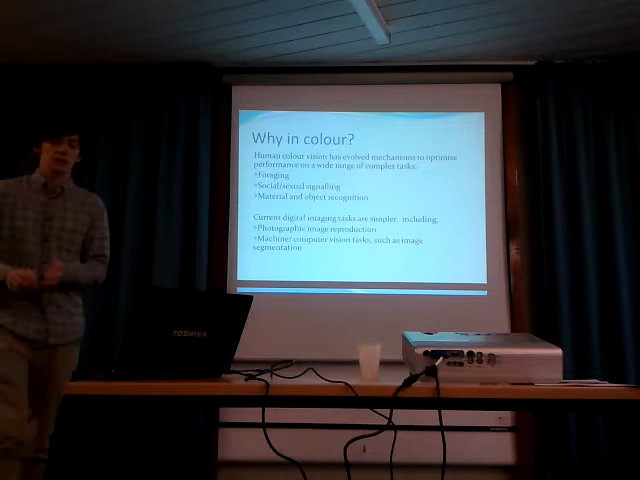 Why in colour?
Human colour vision has evolved mechanisms to optimise
performance on a wide range of complex tasks;
Foraging
Social/sexual signalling
Material and object recognition
Current digital imaging tasks are simpler including;
Photographic image reproduction
Machine/ computer vision tasks, such as image
segmentation
TOSHIBA